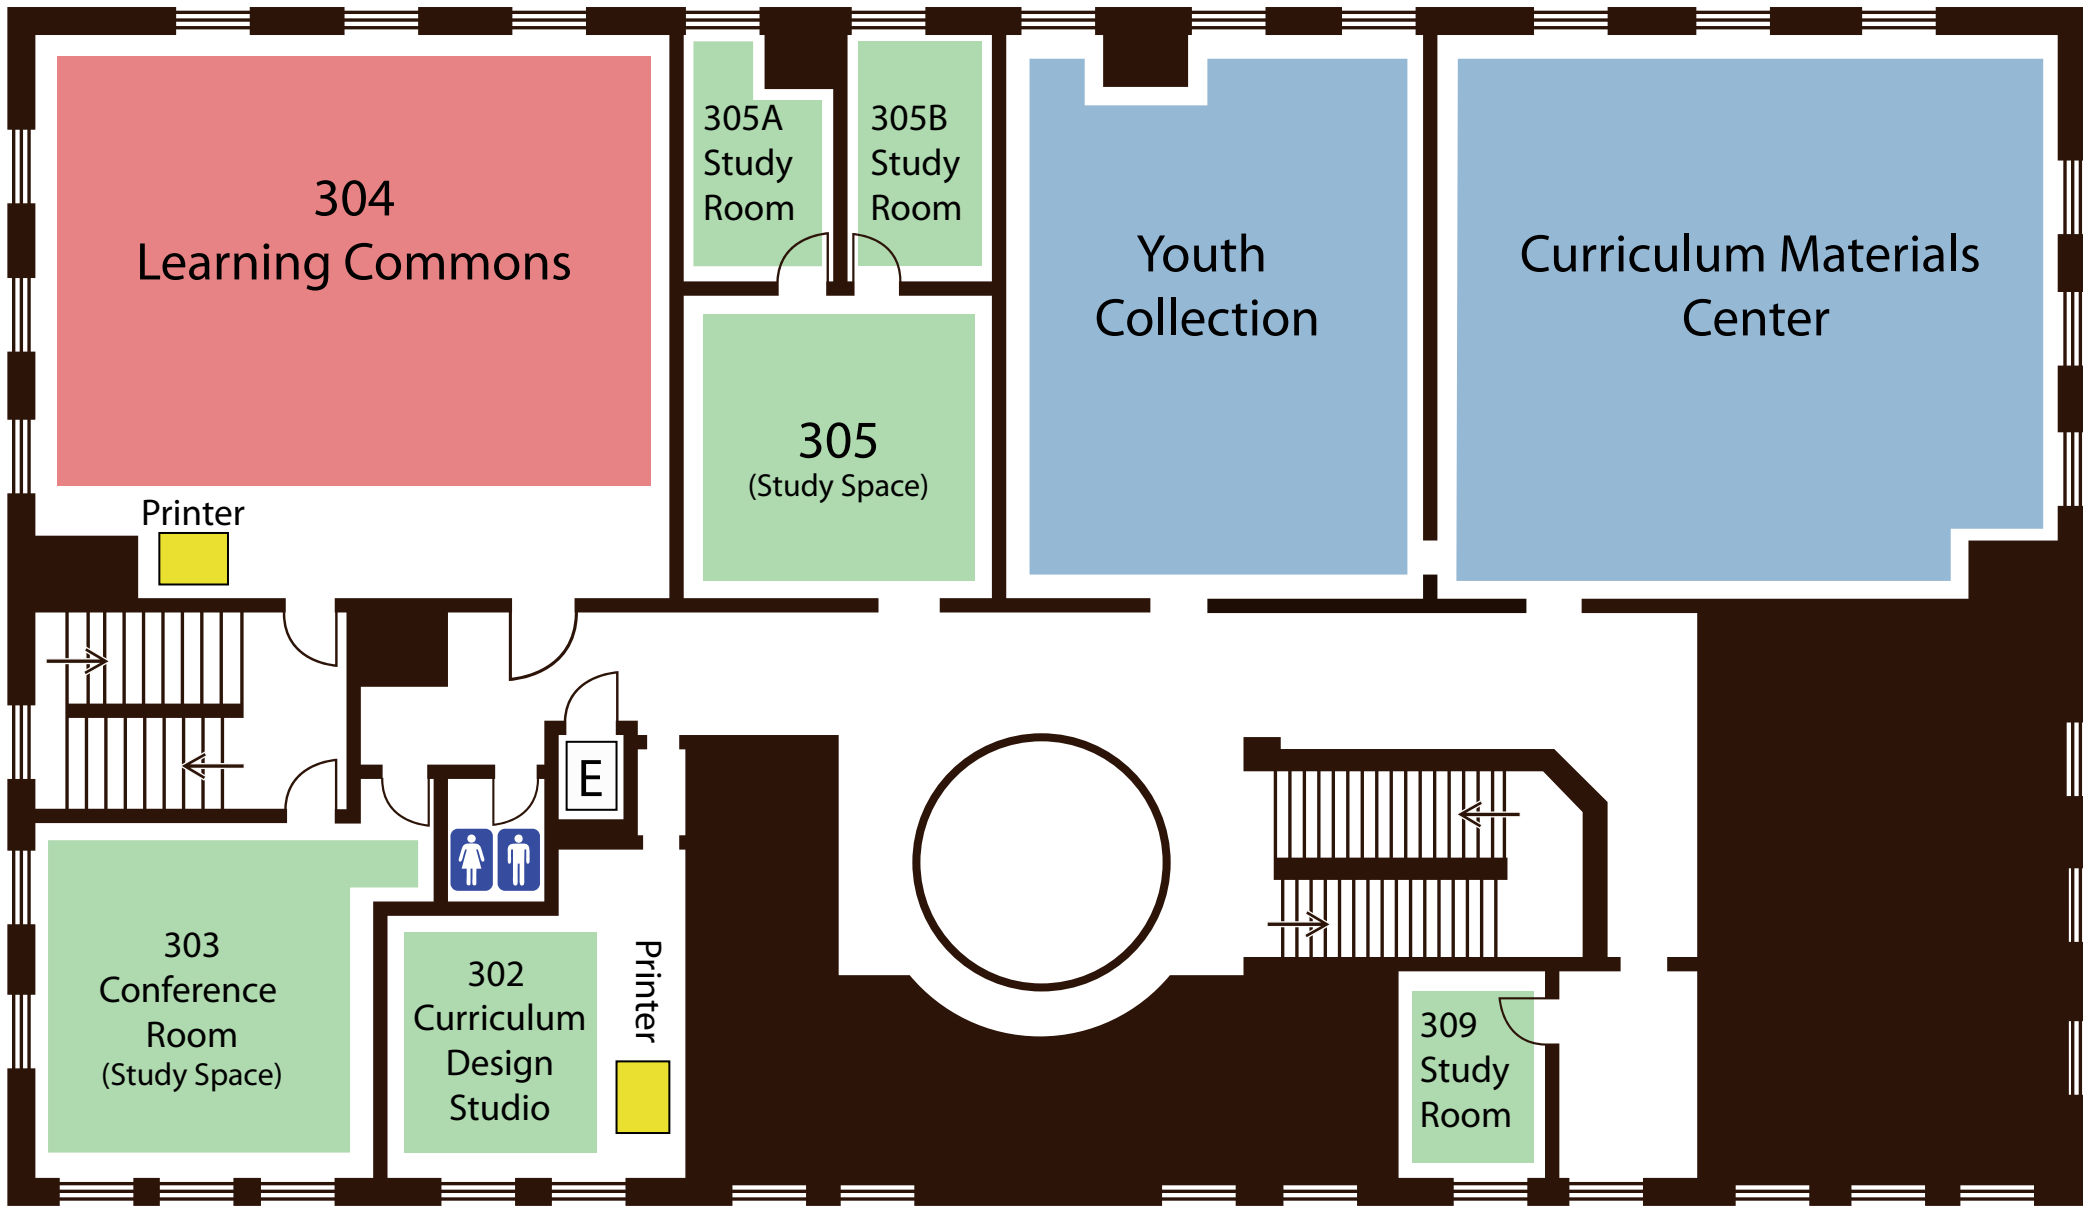 304
Learning Commons
305A
Study
Room
305B
Study
Room
Youth
Collection
Curriculum Materials
Center
305
(Study Space)
Printer
E
303
Conference
Room
(Study Space)
302
Curriculum
Design
Studio
Printer
309
Study
Room